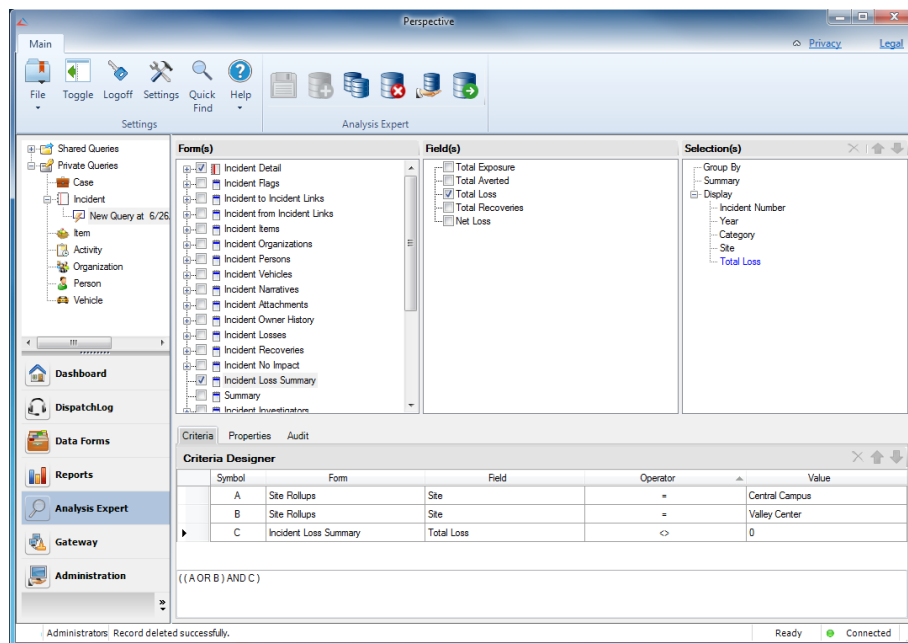 Perspective
Main
Privacy
Legal
File
Toggle
Logoff
Settings
Quick Find
Help
Settings
Analysis Expert
Shared Queries
Private Queries
Case
Incident
New Query at 6/26
Item
Activity
Organization
Person
Vehicle
Dashboard
DispatchLog
Data Forms
Reports
Analysis Expert
Gateway
Administration
Form(s)
Incident Detail
Incident Flags
Incident to Incident Links
Incident from Incident Links
Incident Items
Incident Organizations
Incident Persons
Incident Vehicles
Incident Narratives
Incident Attachments
Incident Owner History
Incident Losses
Incident Recoveries
Incident No Impact
Incident Loss Summary
Summary
Incident Investigators
Field(s)
Total Exposure
Total Averted
Total Loss
Total Recoveries
Net Loss
Selection(s)
Group By
Summary
Display
Incident Number
Year
Category
Site
Total Loss
Criteria Properties Audit
Criteria Designer
Symbol Form Field Operator Value
A Site Rollups Site = Central Campus
B Site Rollups Site = Valley Center
C Incident Loss Summary Total Loss <> 0
( ( A OR B ) AND C )
Administrators Record deleted successfully.
Ready
Connected